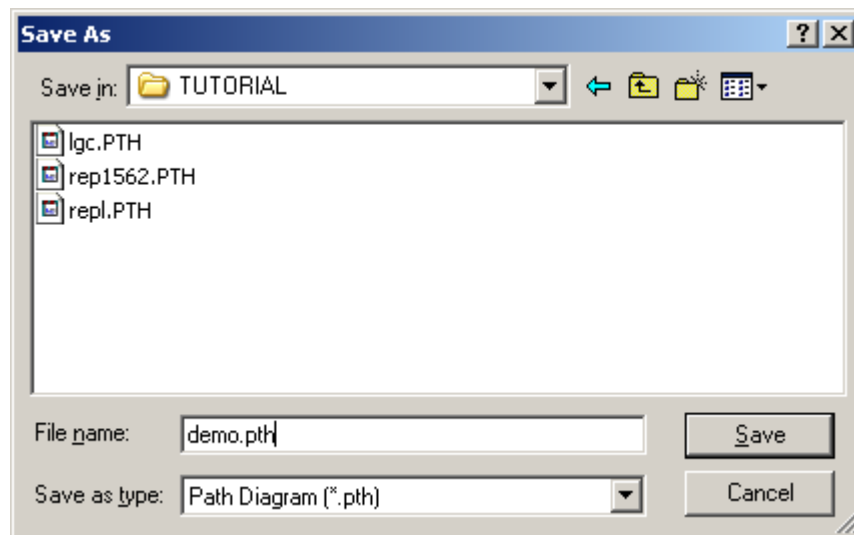 Save As
Save in: TUTORIAL
lgc.PTH
rep1562.PTH
repl.PTH
File name: demo.pth Save
Save as type: Path Diagram (*.pth) Cancel